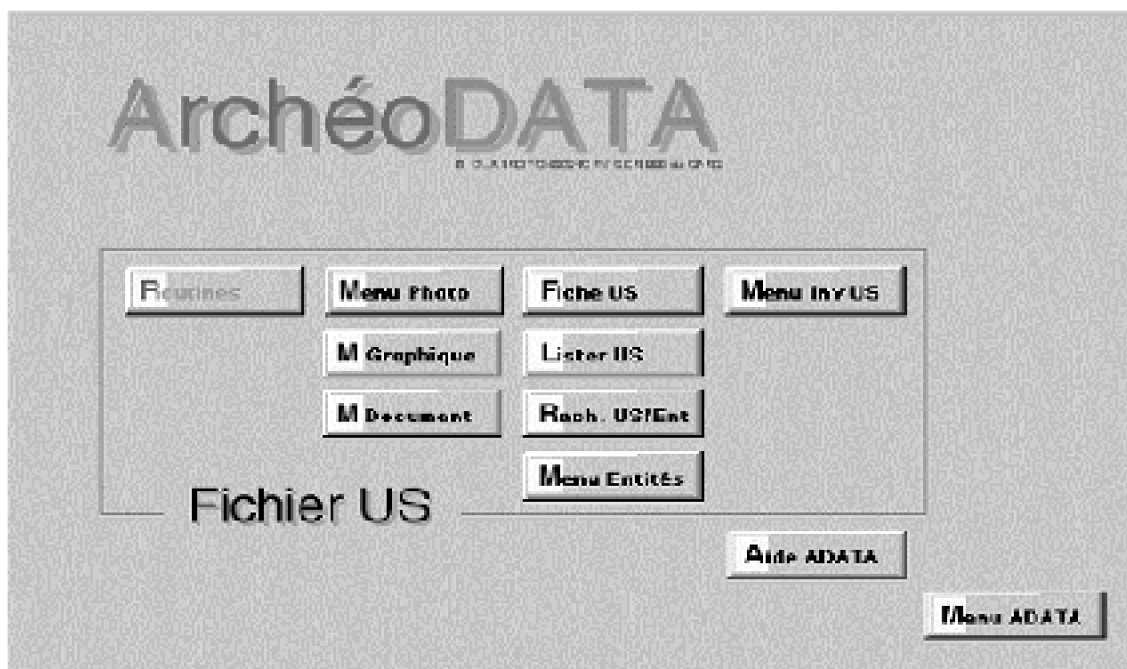 ArchéoDATA
Routines Menu Photo Fiche US Menu Inv US
M Graphique Lister US
M Document Rech. US/Ent
Menu Entités
Fichier US
Aide ADATA
Menu ADATA